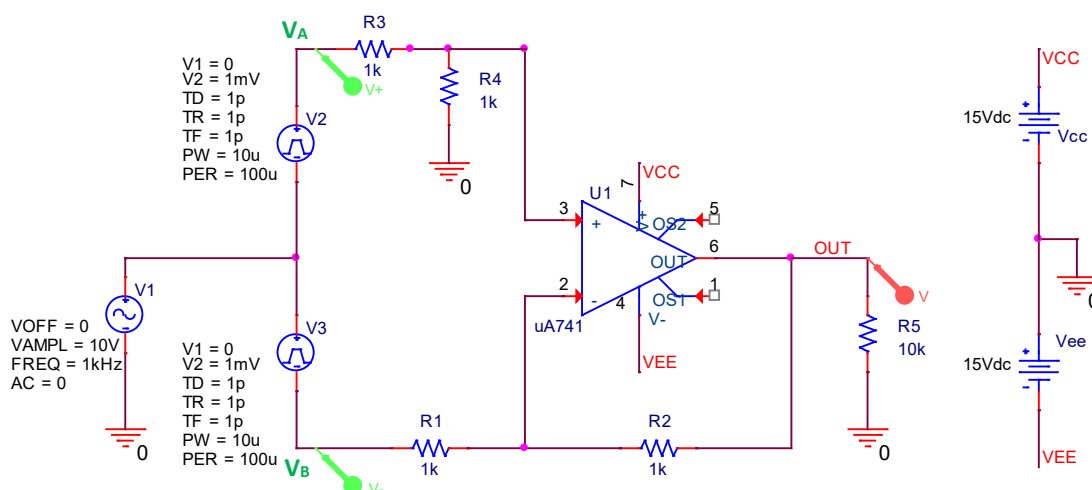 VA
R3
1k
V+
V1 = 0
V2 = 1mV
TD = 1p
TR = 1p
TF = 1p
PW = 10u
PER = 100u
V2
R4
1k
0
VCC
15Vdc
Vcc
U1
7
VCC
3
+
V+
OS2
5
OUT
6
OUT
V
2
-
4
OS1
1
V-
uA741
VEE
R5
10k
0
0
V1
VOFF = 0
VAMPL = 10V
FREQ = 1kHz
AC = 0
0
V3
V1 = 0
V2 = 1mV
TD = 1p
TR = 1p
TF = 1p
PW = 10u
PER = 100u
VB
V-
R1
1k
R2
1k
Vee
15Vdc
VEE